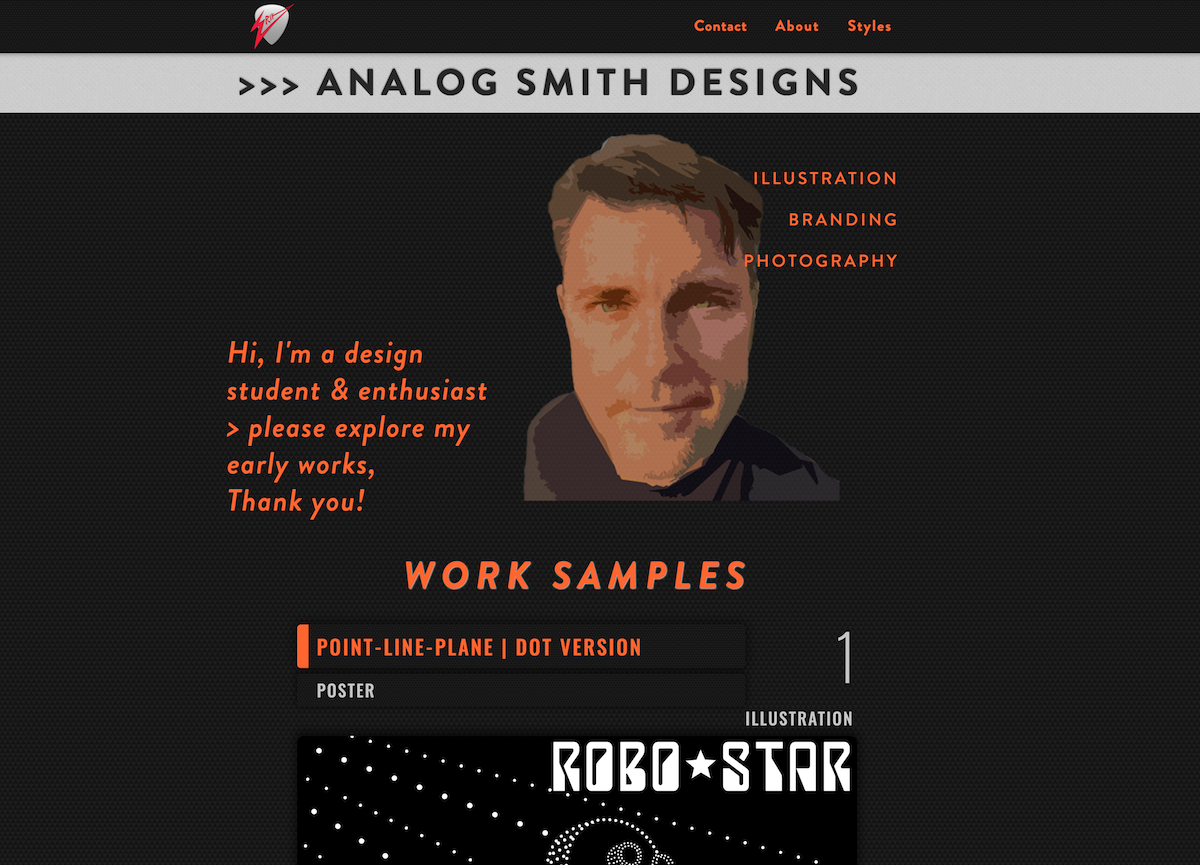 Contact About Styles
>>> ANALOG SMITH DESIGNS
ILLUSTRATION
BRANDING
PHOTOGRAPHY
Hi, I'm a design
student & enthusiast
> please explore my
early works,
Thank you!
WORK SAMPLES
POINT-LINE-PLANE | DOT VERSION
1
POSTER
ILLUSTRATION
ROBO★STAR